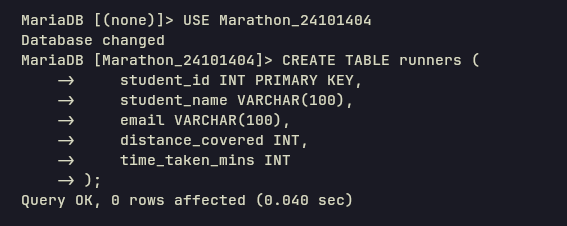 MariaDB [(none)]> USE Marathon_24101404
Database changed
MariaDB [Marathon_24101404]> CREATE TABLE runners (
    ->     student_id INT PRIMARY KEY,
    ->     student_name VARCHAR(100),
    ->     email VARCHAR(100),
    ->     distance_covered INT,
    ->     time_taken_mins INT
    -> );
Query OK, 0 rows affected (0.040 sec)